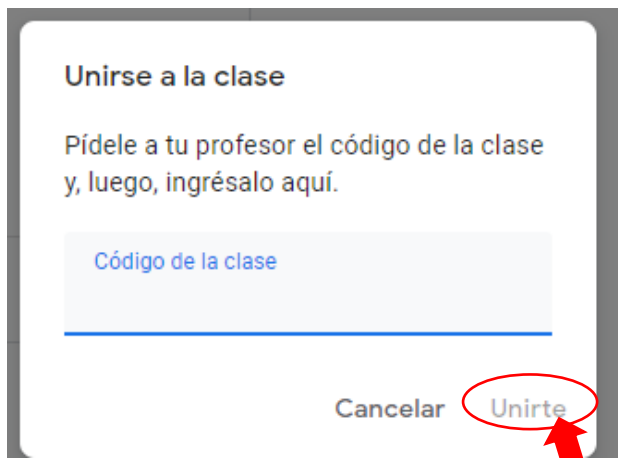 Unirse a la clase
Pídele a tu profesor el código de la clase
y, luego, ingrésalo aquí.
Código de la clase
Cancelar Unirte